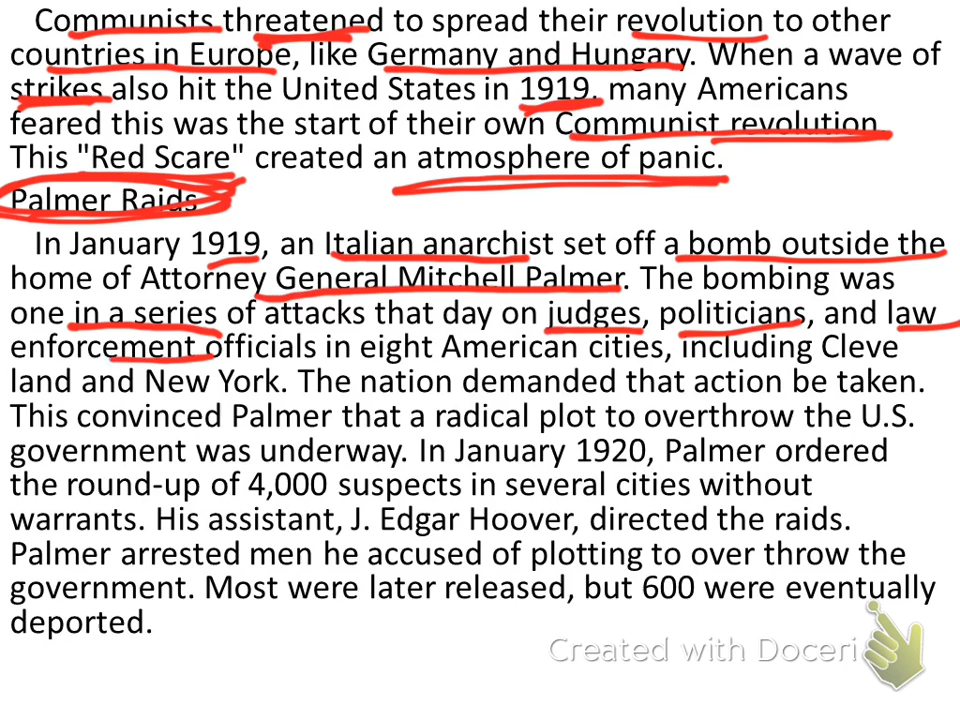 Communists threatened to spread their revolution to other
countries in Europe, like Germany and Hungary. When a wave of
strikes also hit the United States in 1919, many Americans
feared this was the start of their own Communist revolution.
This "Red Scare" created an atmosphere of panic.
Palmer Raids
In January 1919, an Italian anarchist set off a bomb outside the
home of Attorney General Mitchell Palmer. The bombing was
one in a series of attacks that day on judges, politicians, and law
enforcement officials in eight American cities, including Cleve
land and New York. The nation demanded that action be taken.
This convinced Palmer that a radical plot to overthrow the U.S.
government was underway. In January 1920, Palmer ordered
the round-up of 4,000 suspects in several cities without
warrants. His assistant, J. Edgar Hoover, directed the raids.
Palmer arrested men he accused of plotting to over throw the
government. Most were later released, but 600 were eventually
deported.
Created with Doceri